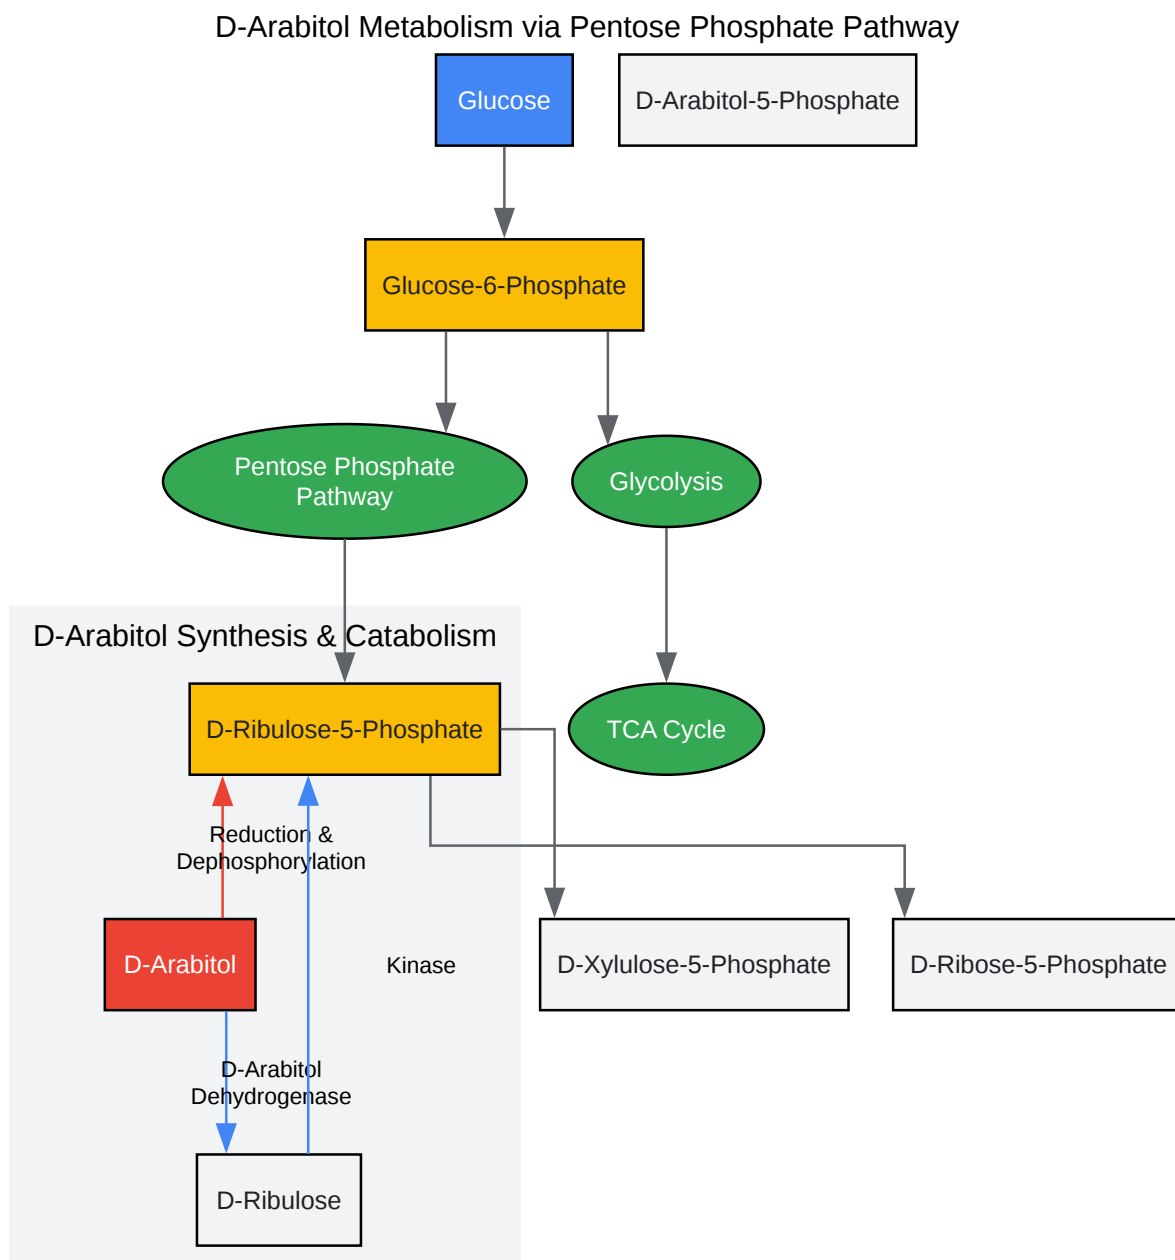 D-Arabitol Metabolism via Pentose Phosphate Pathway
Glucose
D-Arabitol-5-Phosphate
Glucose-6-Phosphate
Pentose Phosphate
Pathway
Glycolysis
D-Arabitol Synthesis & Catabolism
D-Ribulose-5-Phosphate
TCA Cycle
Reduction &
Dephosphorylation
D-Arabitol
Kinase
D-Xylulose-5-Phosphate
D-Ribose-5-Phosphate
D-Arabitol
Dehydrogenase
D-Ribulose